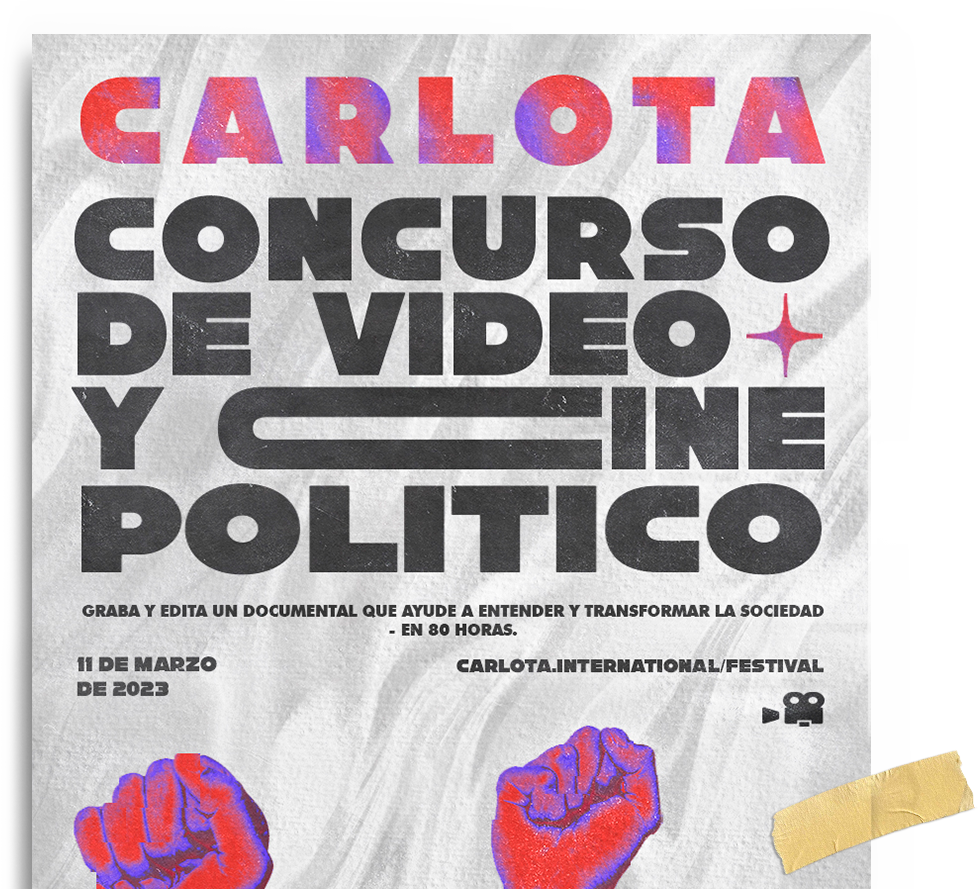 CARLOTA
CONCURSO
DE VIDEO
Y CINE
POLITICO
GRABA Y EDITA UN DOCUMENTAL QUE AYUDE A ENTENDER Y TRANSFORMAR LA SOCIEDAD
- EN 80 HORAS.
11 DE MARZO
DE 2023
CARLOTA.INTERNATIONAL/FESTIVAL